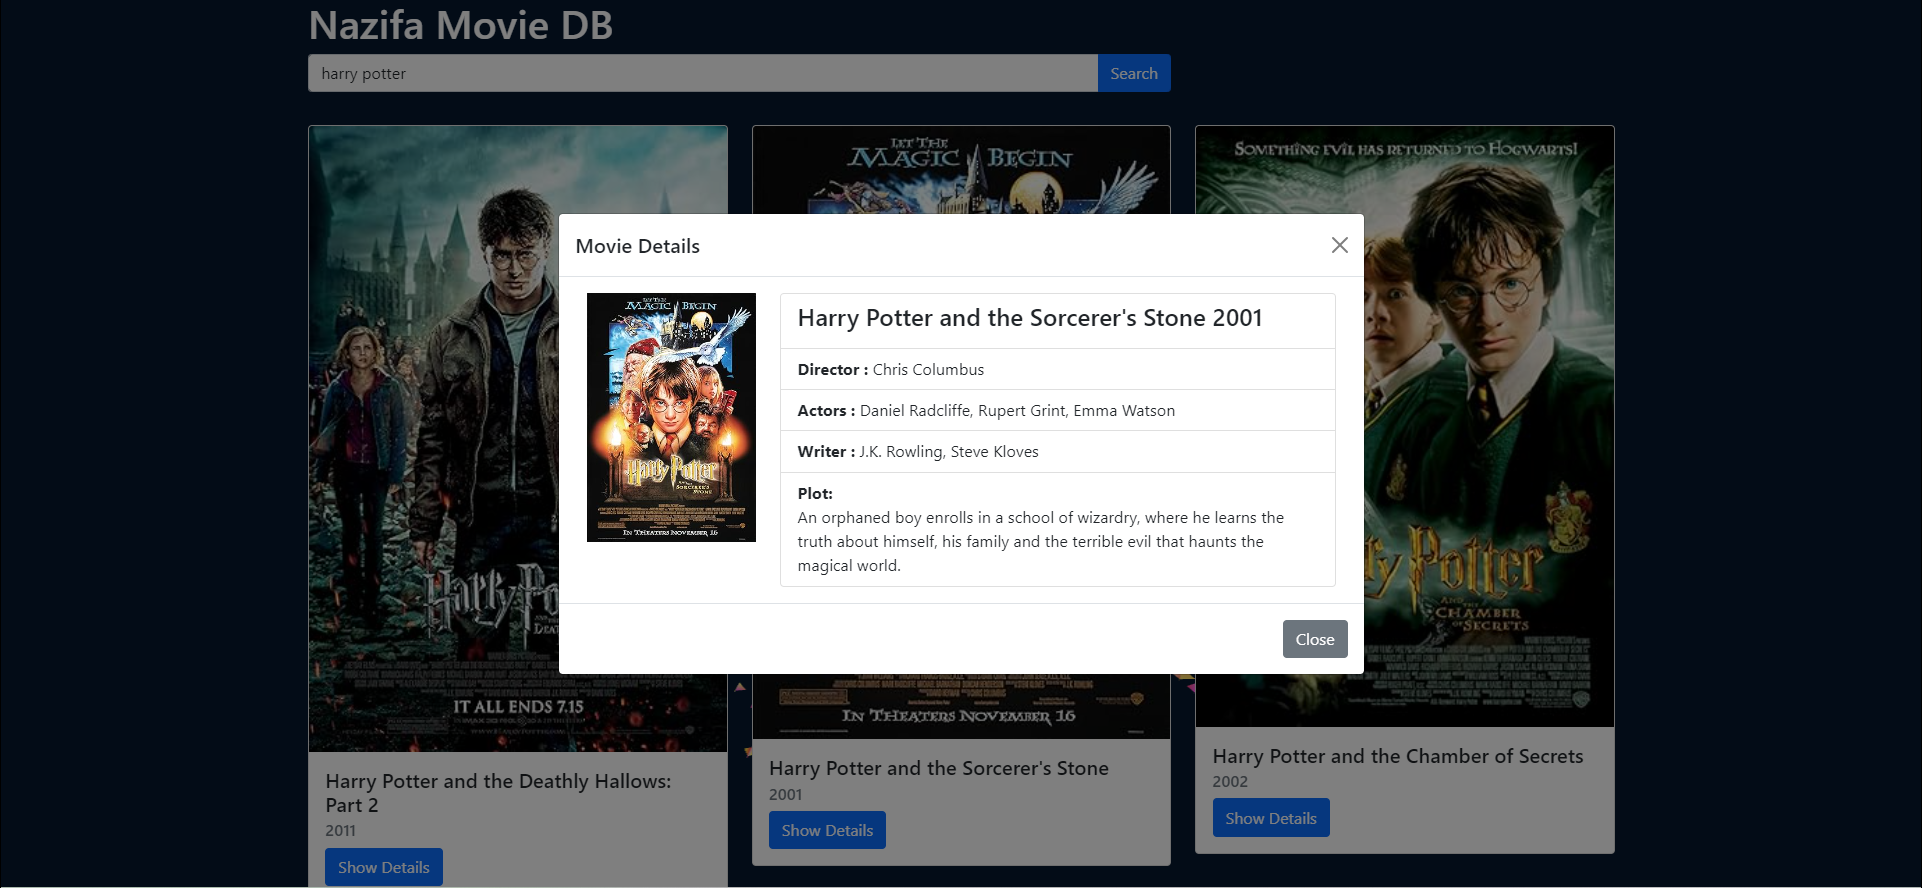 Nazifa Movie DB
harry potter
Search
LET THE
MAGIC BEGIN
SOMETHING EVIL HAS RETURNED TO HOGWARTS!
Movie Details
LET THE
MAGIC BEGIN
Harry Potter
AND THE
SORCERER'S
STONE
IN THEATERS NOVEMBER 16
Harry Potter and the Sorcerer's Stone 2001
Director : Chris Columbus
Actors : Daniel Radcliffe, Rupert Grint, Emma Watson
Writer : J.K. Rowling, Steve Kloves
Plot:
An orphaned boy enrolls in a school of wizardry, where he learns the
truth about himself, his family and the terrible evil that haunts the
magical world.
Close
Harry Po
IT ALL ENDS 7.15
IN THEATERS NOVEMBER 16
y Potter
AND THE
CHAMBER
OF SECRETS
Harry Potter and the Deathly Hallows:
Part 2
2011
Show Details
Harry Potter and the Sorcerer's Stone
2001
Show Details
Harry Potter and the Chamber of Secrets
2002
Show Details